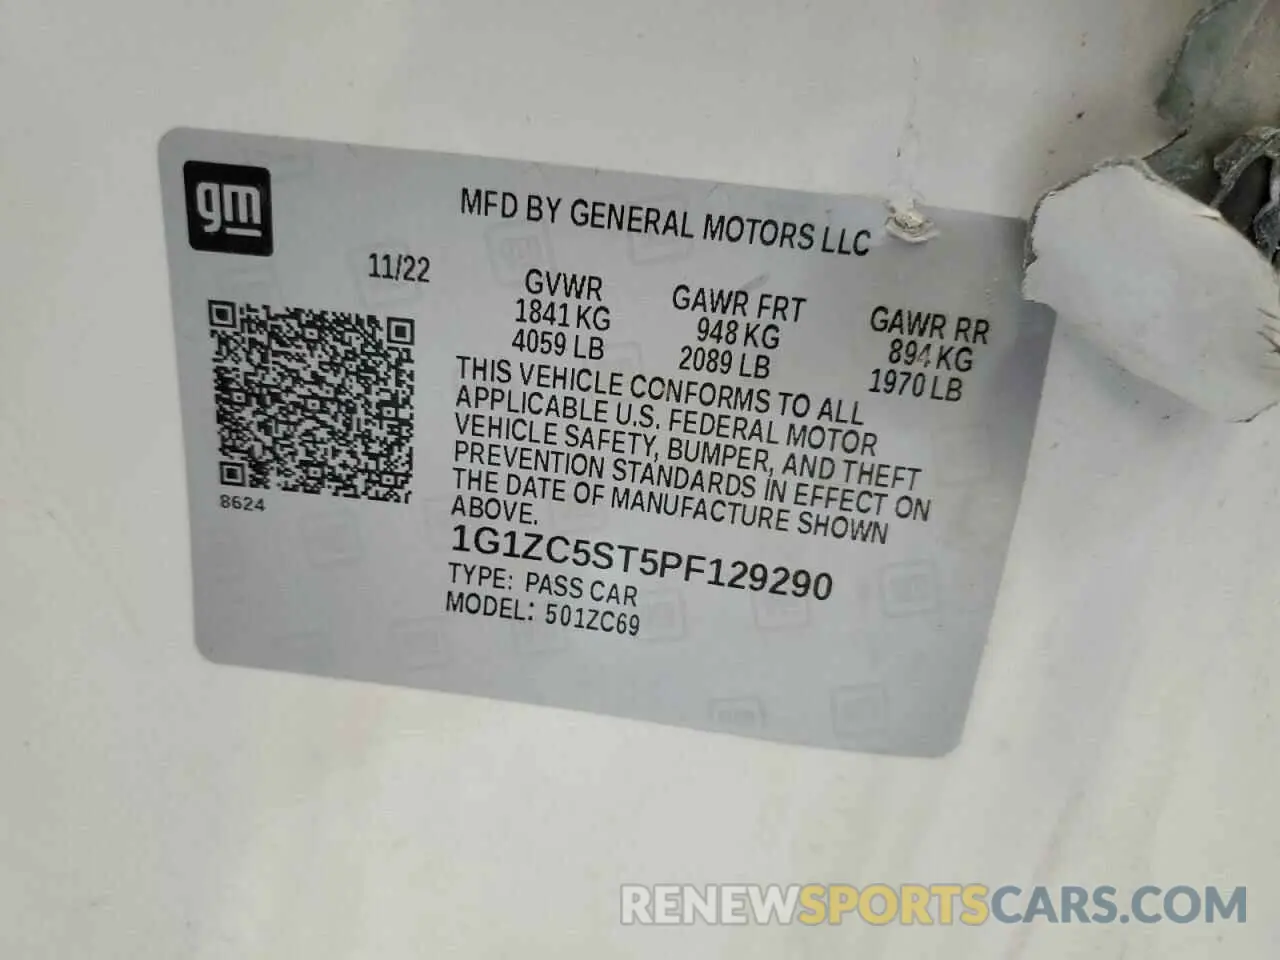 gm
MFD BY GENERAL MOTORS LLC
11/22
GVWR
1841 KG
4059 LB
GAWR FRT
948 KG
2089 LB
GAWR RR
894 KG
1970 LB
THIS VEHICLE CONFORMS TO ALL
APPLICABLE U.S. FEDERAL MOTOR
VEHICLE SAFETY, BUMPER, AND THEFT
PREVENTION STANDARDS IN EFFECT ON
THE DATE OF MANUFACTURE SHOWN
ABOVE.
8624
1G1ZC5ST5PF129290
TYPE: PASS CAR
MODEL: 501ZC69
RENEWSPORTSCARS.COM